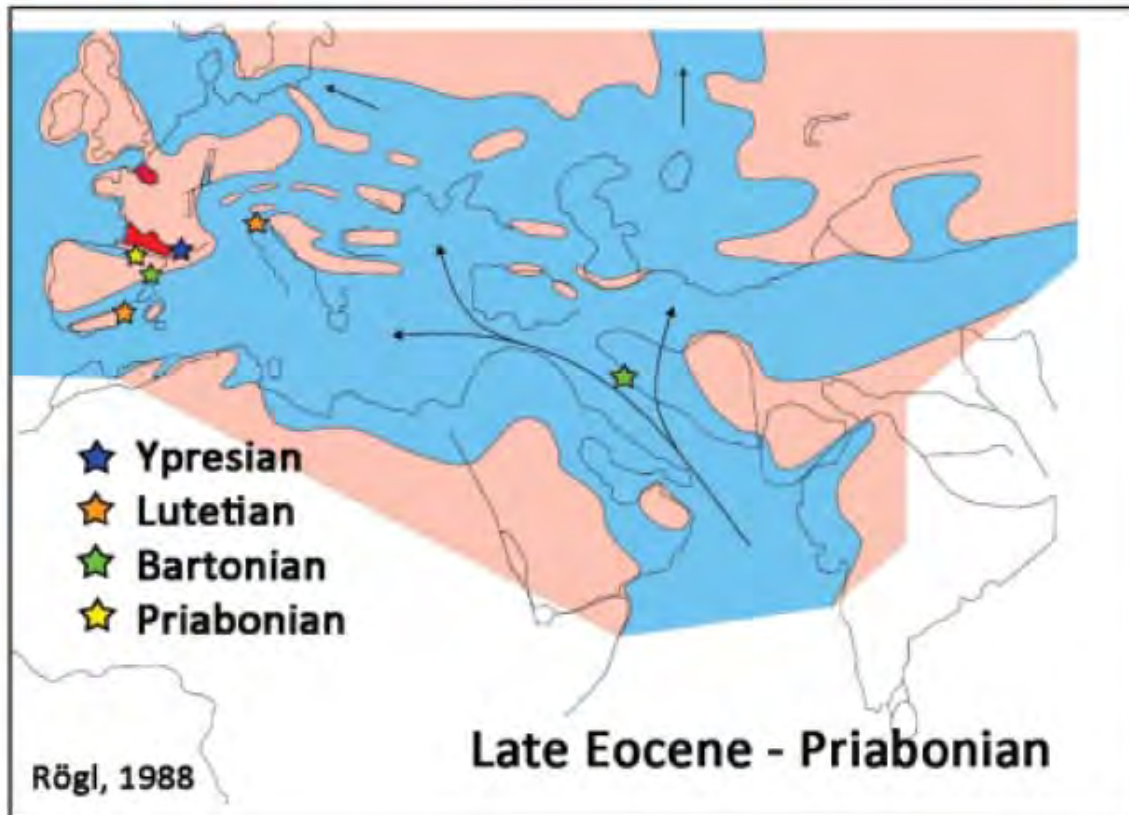 Ypresian
Lutetian
Bartonian
Priabonian
Late Eocene - Priabonian
Rögl, 1988